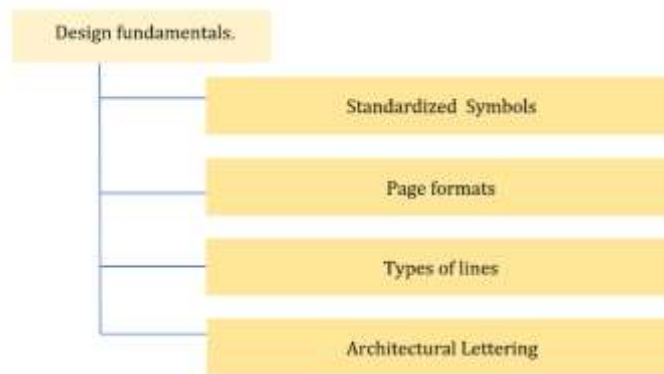 Design fundamentals.
Standardized Symbols
Page formats
Types of lines
Architectural Lettering